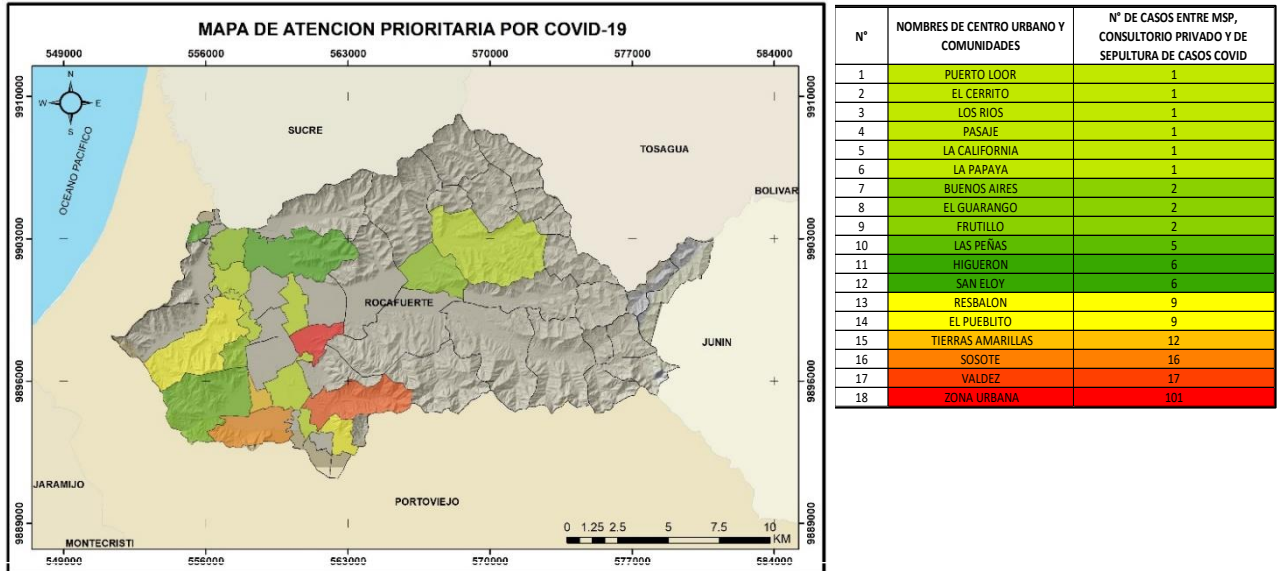 MAPA DE ATENCION PRIORITARIA POR COVID-19
549000 556000 563000 570000 577000 584000
9910000 9910000
N
W E
S
OCEANO PACIFICO
SUCRE
TOSAGUA
BOLIVAR
9903000 9903000
ROCAFUERTE
JUNIN
9896000 9896000
JARAMIJO
PORTOVIEJO
9889000 9889000
MONTECRISTI
0 1.25 2.5 5 7.5 10
KM
549000 556000 563000 570000 577000 584000
N° NOMBRES DE CENTRO URBANO Y COMUNIDADES N° DE CASOS ENTRE MSP, CONSULTORIO PRIVADO Y DE SEPULTURA DE CASOS COVID
1 PUERTO LOOR 1
2 EL CERRITO 1
3 LOS RIOS 1
4 PASAJE 1
5 LA CALIFORNIA 1
6 LA PAPAYA 1
7 BUENOS AIRES 2
8 EL GUARANGO 2
9 FRUTILLO 2
10 LAS PEÑAS 5
11 HIGUERON 6
12 SAN ELOY 6
13 RESBALON 9
14 EL PUEBLITO 9
15 TIERRAS AMARILLAS 12
16 SOSOTE 16
17 VALDEZ 17
18 ZONA URBANA 101